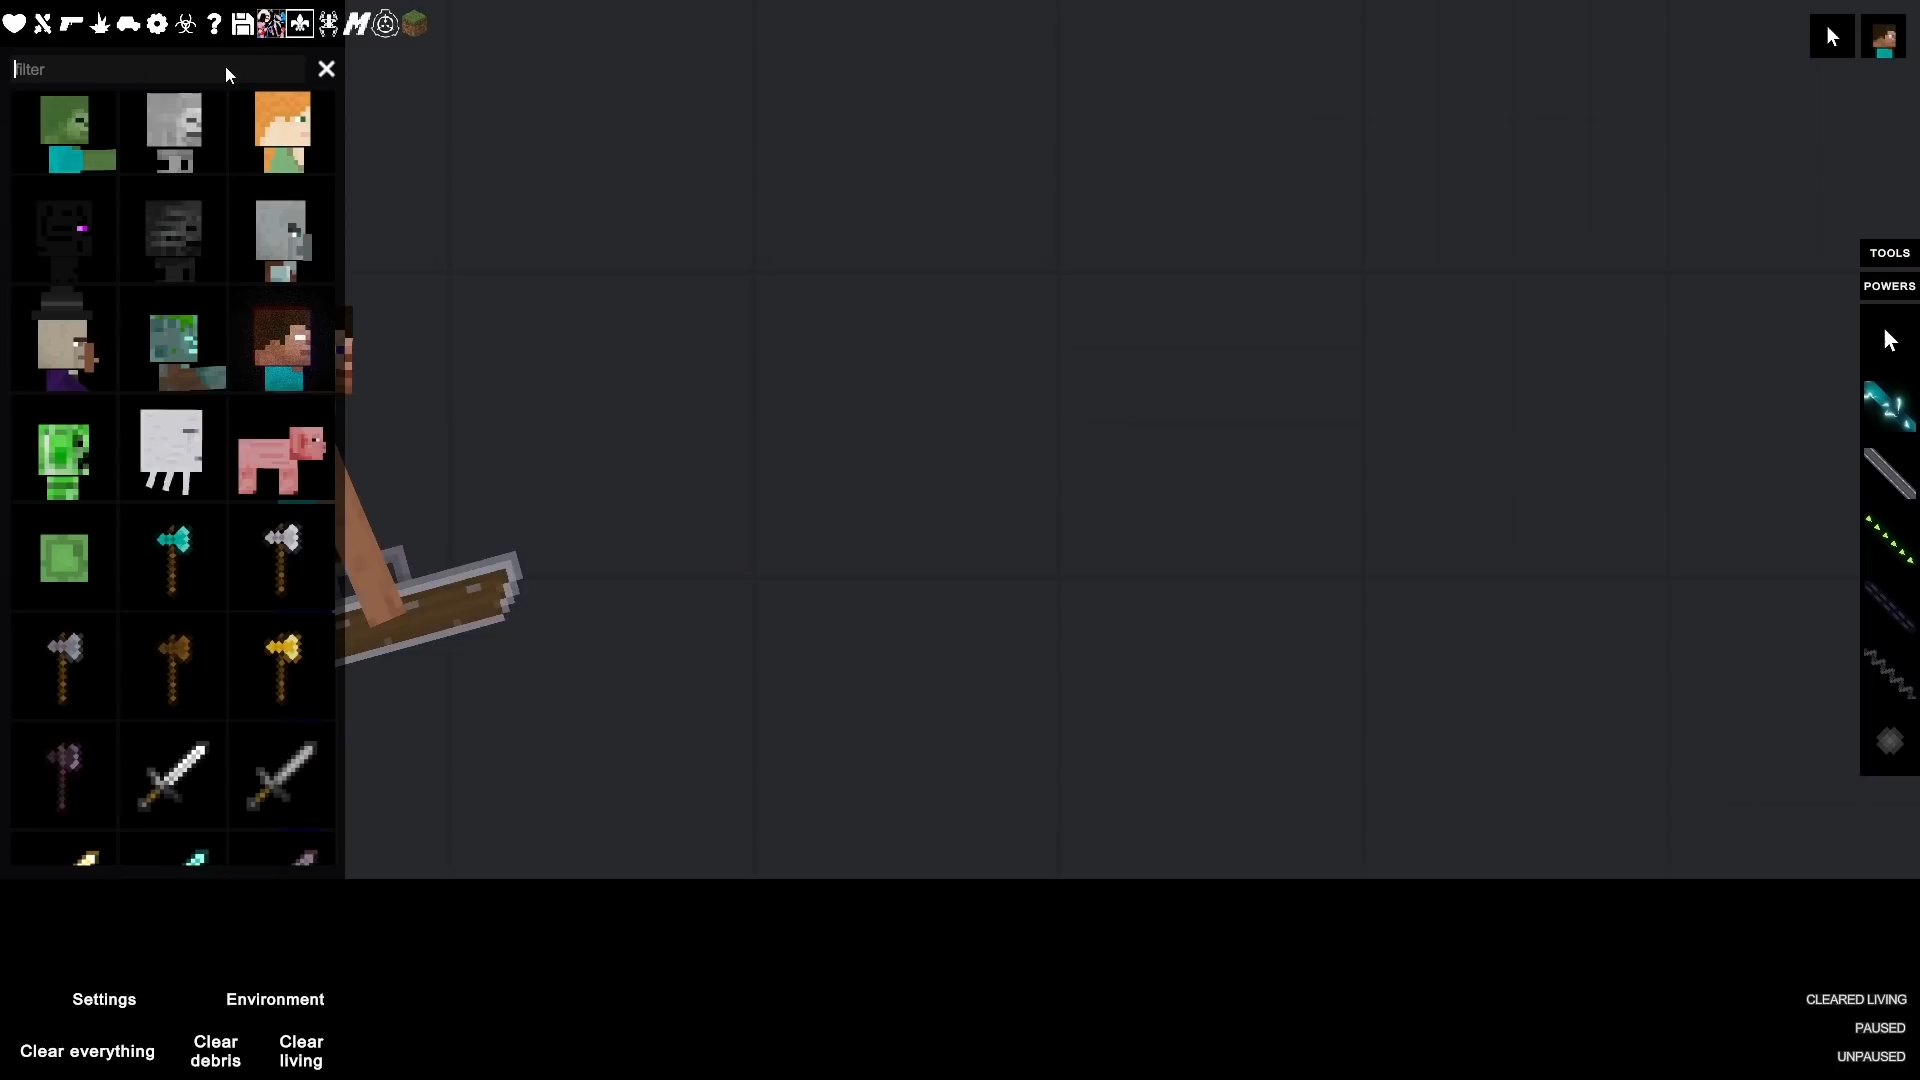 filter
TOOLS
POWERS
Settings
Environment
Clear everything
Clear
debris
Clear
living
CLEARED LIVING
PAUSED
UNPAUSED